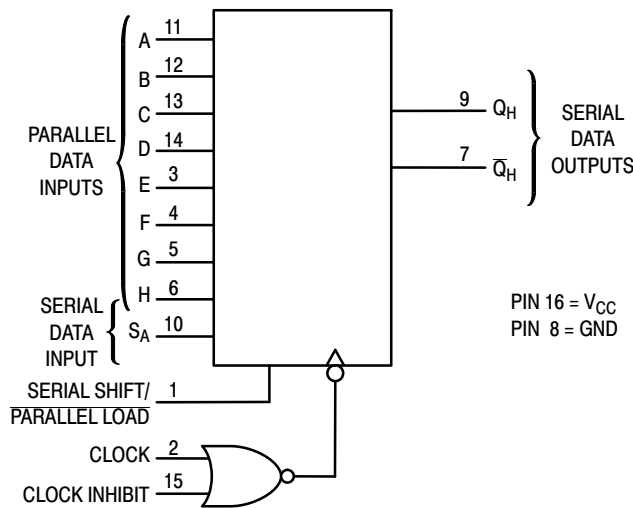 PARALLEL
DATA
INPUTS
A 11
B 12
C 13
D 14
E 3
F 4
G 5
H 6
SERIAL
DATA
INPUT
S_A 10
SERIAL SHIFT/
PARALLEL LOAD 1
CLOCK 2
CLOCK INHIBIT 15
9 Q_H
7 Q̅_H
SERIAL
DATA
OUTPUTS
PIN 16 = V_CC
PIN 8 = GND